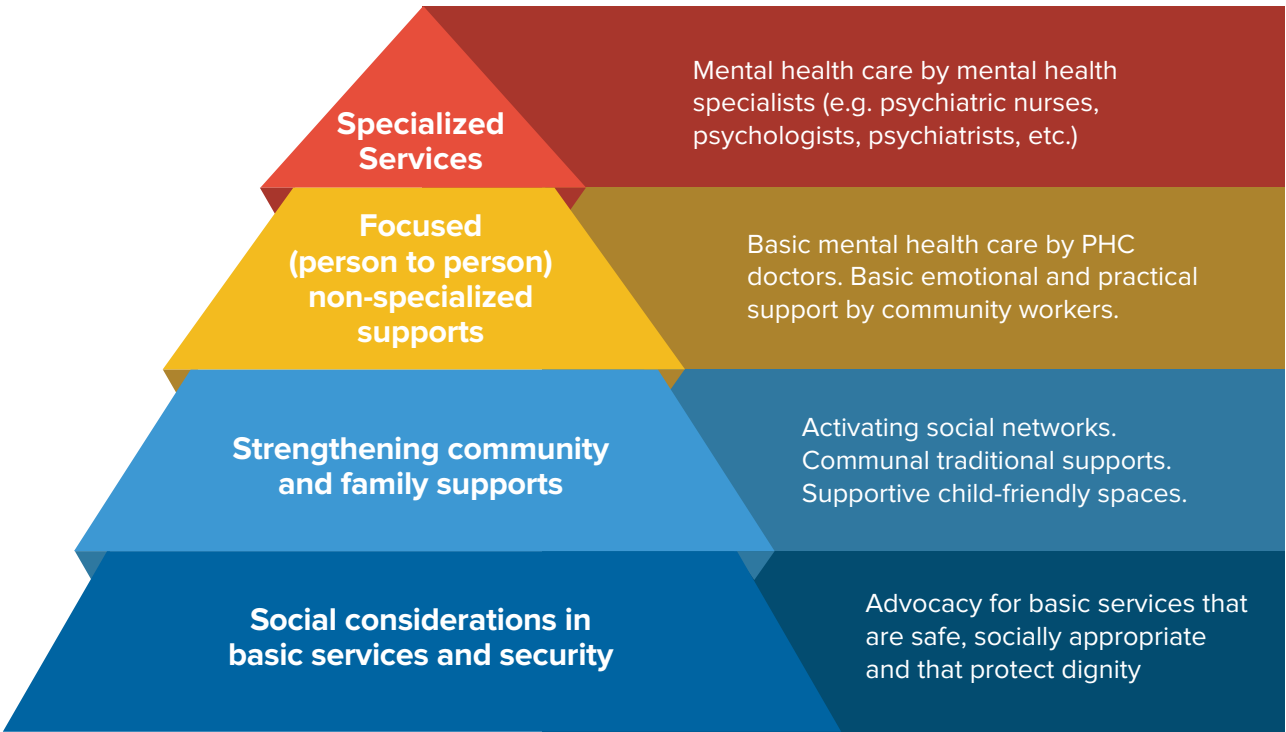 Specialized
Services
Mental health care by mental health
specialists (e.g. psychiatric nurses,
psychologists, psychiatrists, etc.)
Focused
(person to person)
non-specialized
supports
Basic mental health care by PHC
doctors. Basic emotional and practical
support by community workers.
Strengthening community
and family supports
Activating social networks.
Communal traditional supports.
Supportive child-friendly spaces.
Social considerations in
basic services and security
Advocacy for basic services that
are safe, socially appropriate
and that protect dignity